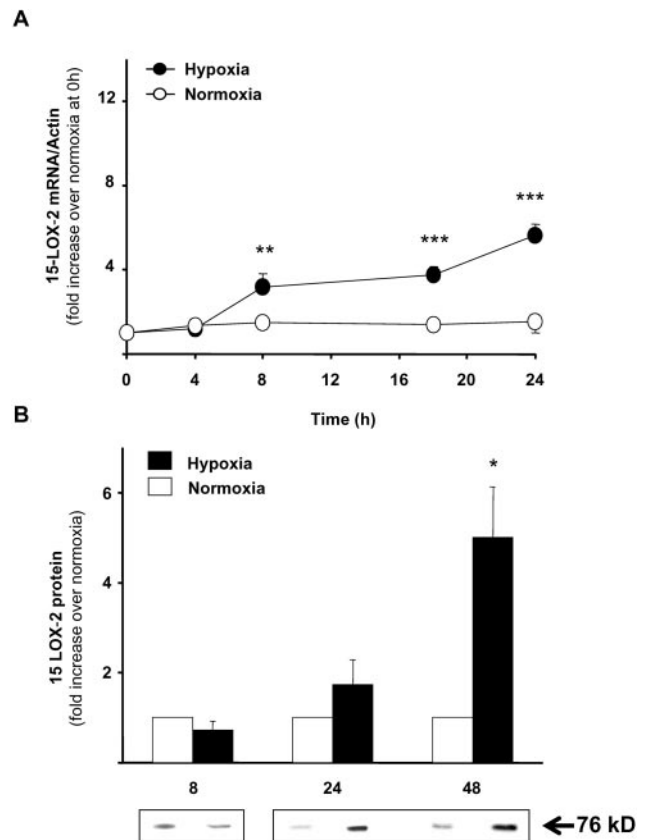 A
Hypoxia
Normoxia
15-LOX-2 mRNA/Actin
(fold increase over normoxia at 0h)
12
8
4
**
***
***
0 4 8 12 16 20 24
Time (h)
B
Hypoxia
Normoxia
15 LOX-2 protein
(fold increase over normoxia)
6
4
2
*
8 24 48
76 kD